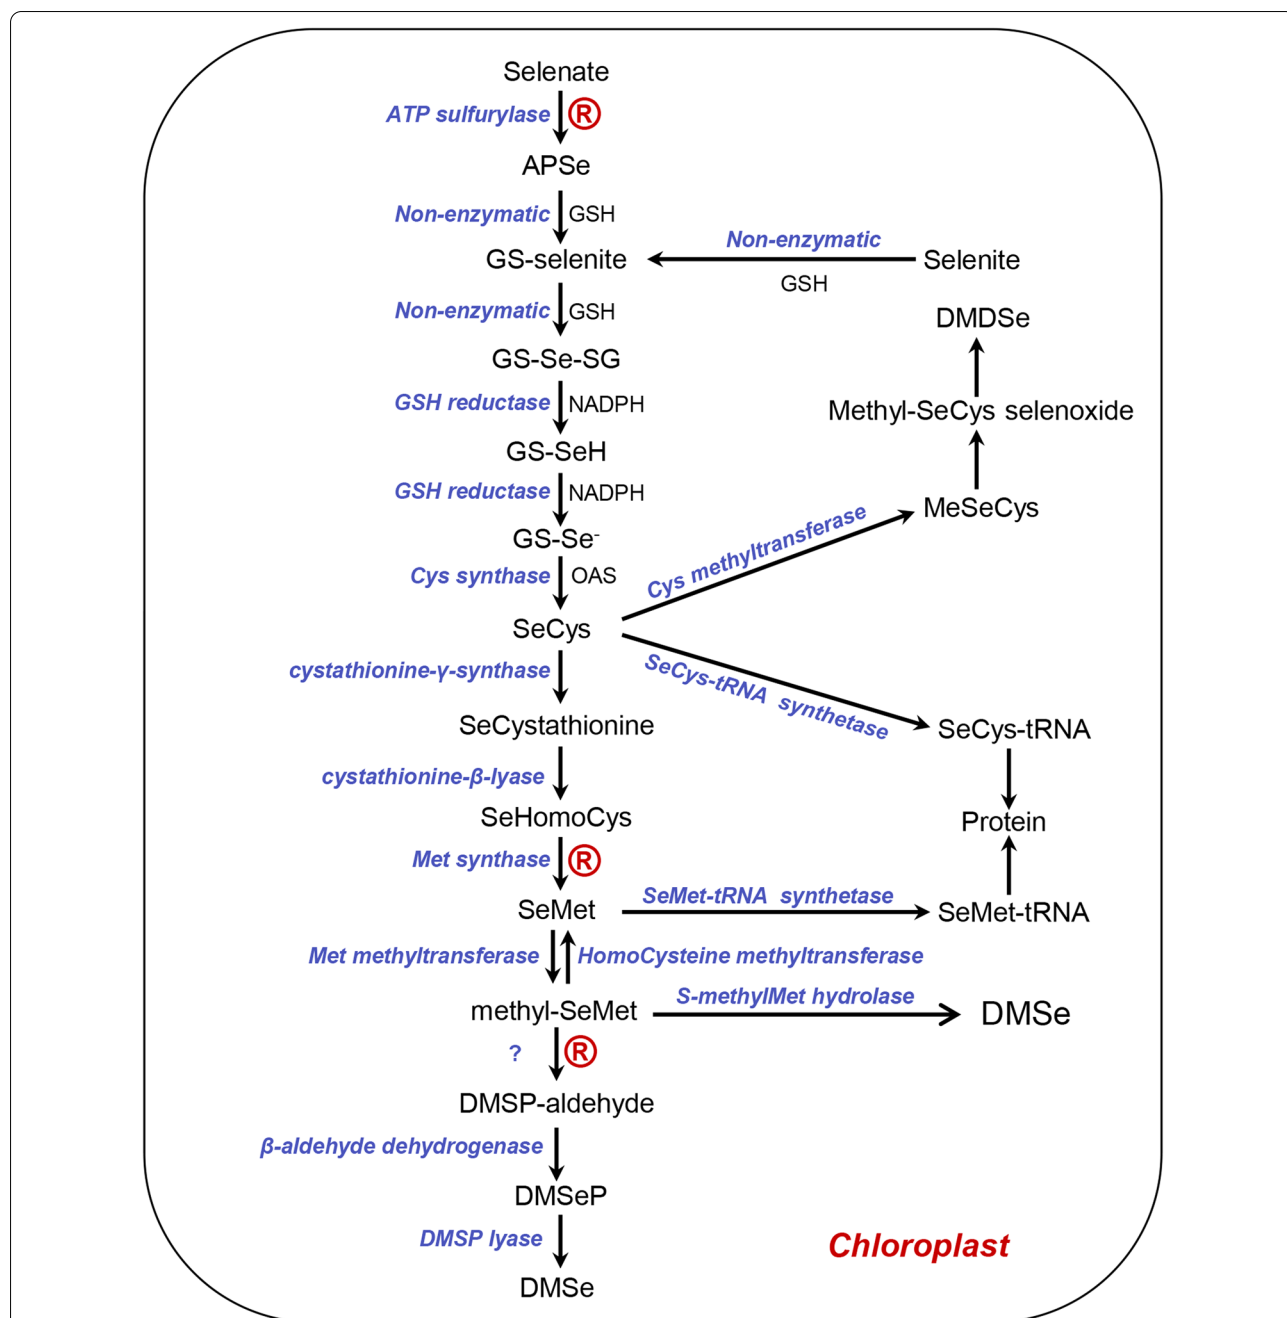 Selenate
ATP sulfurylase Ⓡ
APSe
Non-enzymatic GSH
Non-enzymatic
GS-selenite
Selenite
GSH
Non-enzymatic GSH
DMDSe
GS-Se-SG
GSH reductase NADPH
Methyl-SeCys selenoxide
GS-SeH
GSH reductase NADPH
MeSeCys
GS-Se⁻
Cys methyltransferase
Cys synthase OAS
SeCys
cystathionine-γ-synthase
SeCys-tRNA synthetase
SeCystathionine
SeCys-tRNA
cystathionine-β-lyase
SeHomoCys
Protein
Met synthase Ⓡ
SeMet-tRNA synthetase
SeMet
SeMet-tRNA
Met methyltransferase HomoCysteine methyltransferase
S-methylMet hydrolase
methyl-SeMet
DMSe
? Ⓡ
DMSP-aldehyde
β-aldehyde dehydrogenase
DMSeP
DMSP lyase
Chloroplast
DMSe